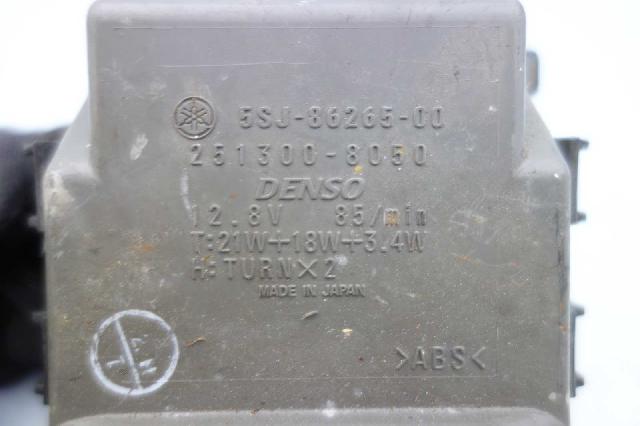 5SJ-86265-00
251300-8050
DENSO
12.8V 85/min
T:21W+18W+3.4W
H:TURN×2
MADE IN JAPAN
>ABS<